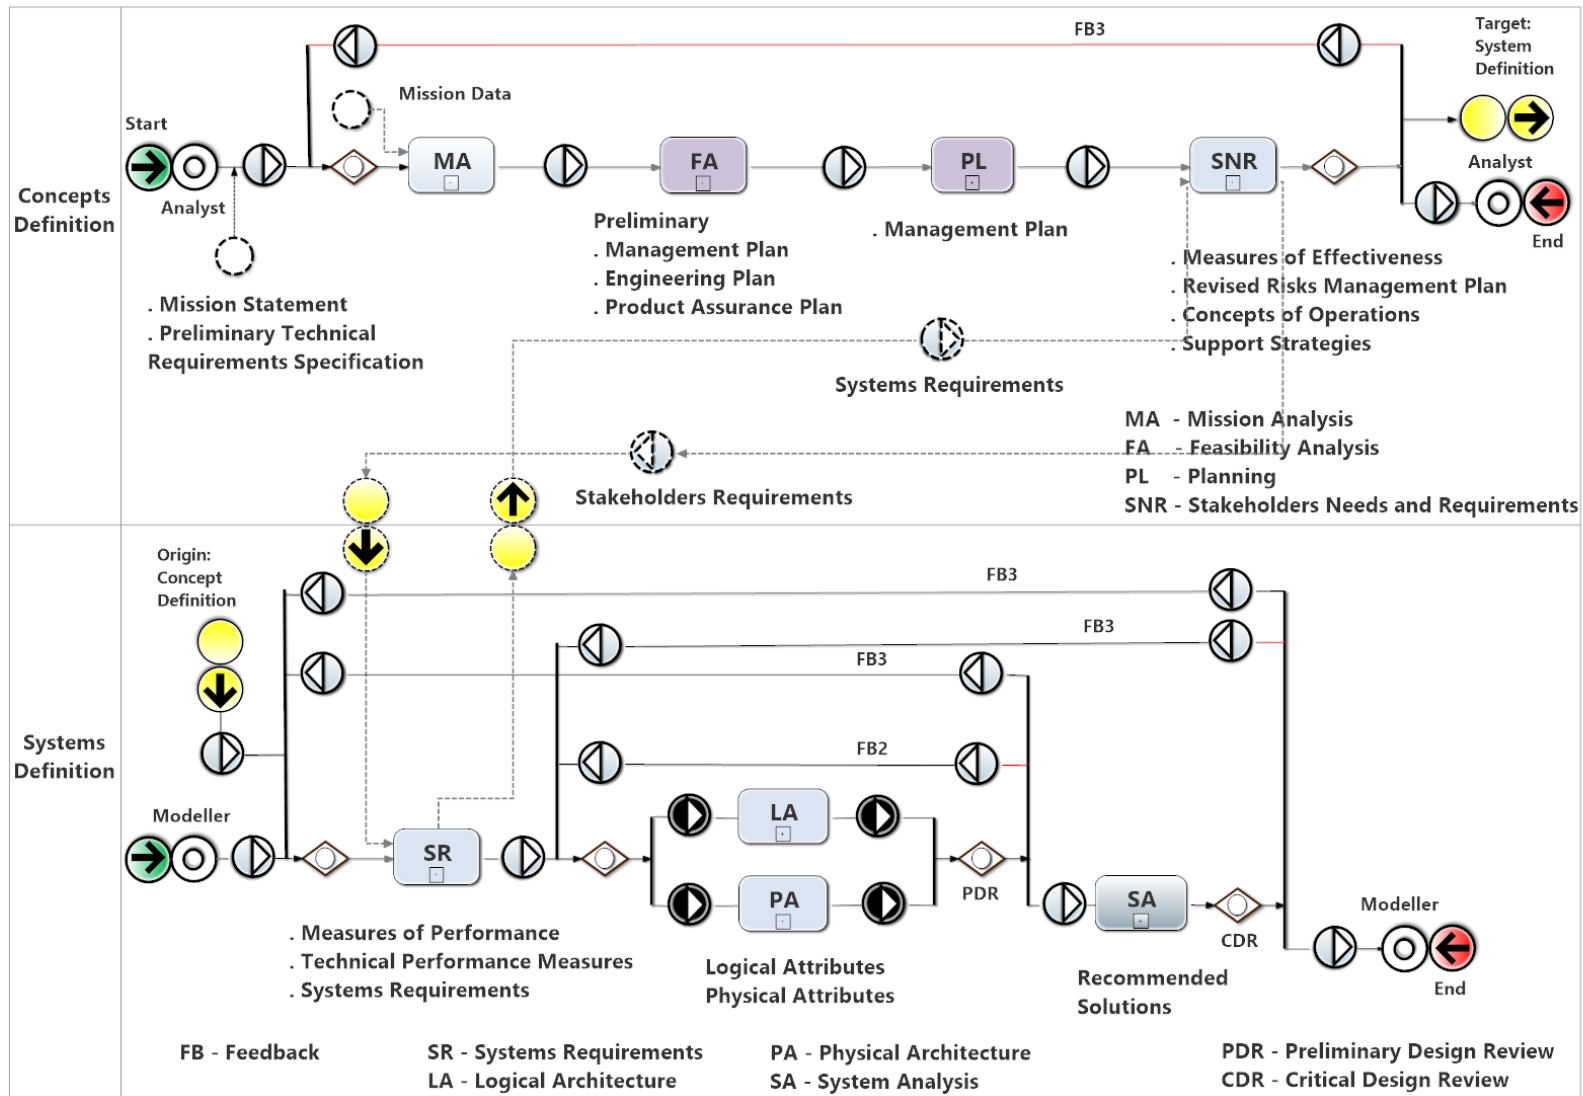 FB3
Target:
System
Definition
Mission Data
Start
MA
FA
PL
SNR
Analyst
Analyst
End
Concepts
Definition
Preliminary
. Management Plan
. Engineering Plan
. Product Assurance Plan
. Management Plan
. Measures of Effectiveness
. Revised Risks Management Plan
. Concepts of Operations
. Support Strategies
. Mission Statement
. Preliminary Technical
Requirements Specification
Systems Requirements
MA - Mission Analysis
FA - Feasibility Analysis
PL - Planning
SNR - Stakeholders Needs and Requirements
Stakeholders Requirements
Origin:
Concept
Definition
FB3
FB3
FB3
FB2
Systems
Definition
Modeller
LA
SR
PA
PDR
SA
CDR
Modeller
End
. Measures of Performance
. Technical Performance Measures
. Systems Requirements
Logical Attributes
Physical Attributes
Recommended
Solutions
FB - Feedback
SR - Systems Requirements
LA - Logical Architecture
PA - Physical Architecture
SA - System Analysis
PDR - Preliminary Design Review
CDR - Critical Design Review